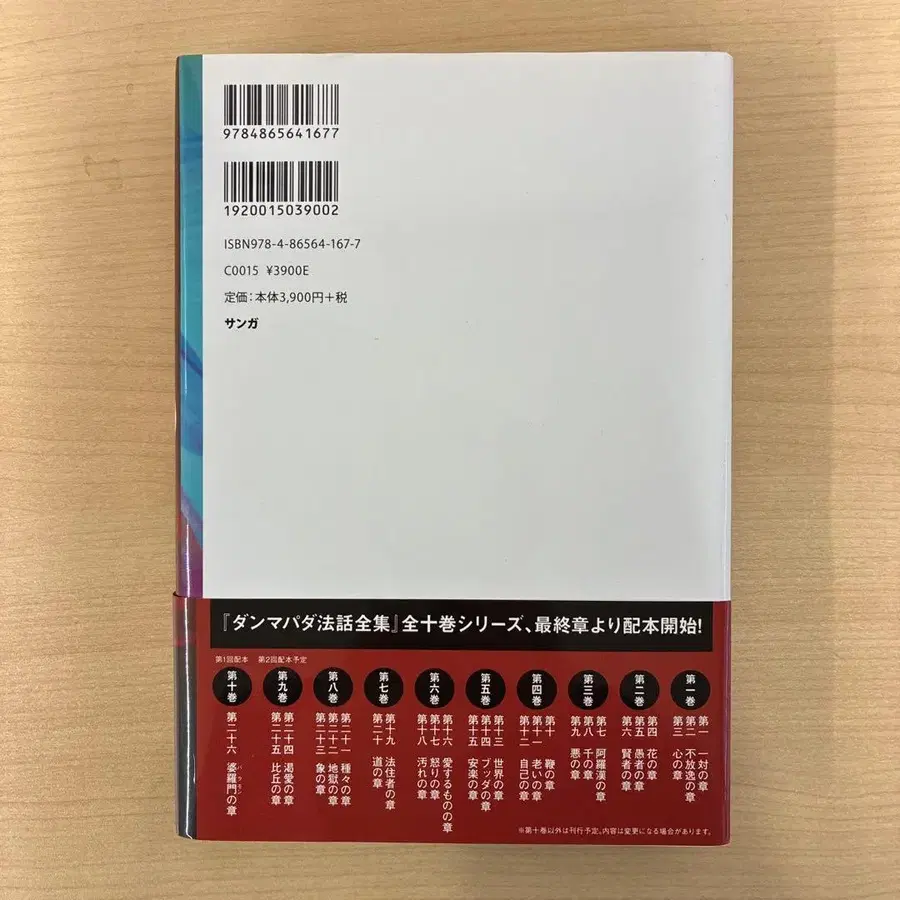 9784865641677
1920015039002
ISBN978-4-86564-167-7
C0015 ¥3900E
定価：本体3,900円＋税
サンガ
『ダンマパダ法話全集』全十巻シリーズ、最終章より配本開始!
第一巻
第一 一対の章
第二 不放逸の章
第三 心の章
第二巻
第四 花の章
第五 愚者の章
第六 賢者の章
第三巻
第七 阿羅漢の章
第八 千の章
第九 悪の章
第四巻
第十 鞭の章
第十一 老いの章
第十二 自己の章
第五巻
第十三 世界の章
第十四 ブッダの章
第十五 安楽の章
第六巻
第十六 愛するものの章
第十七 怒りの章
第十八 汚れの章
第七巻
第十九 法住者の章
第二十 道の章
第八巻
第二十一 種々の章
第二十二 地獄の章
第二十三 象の章
第2回配本予定
第九巻
第二十四 渇愛の章
第二十五 比丘の章
第1回配本
第十巻
第二十六 婆羅門の章
バラモン
※第十巻以外は刊行予定。内容は変更になる場合があります。